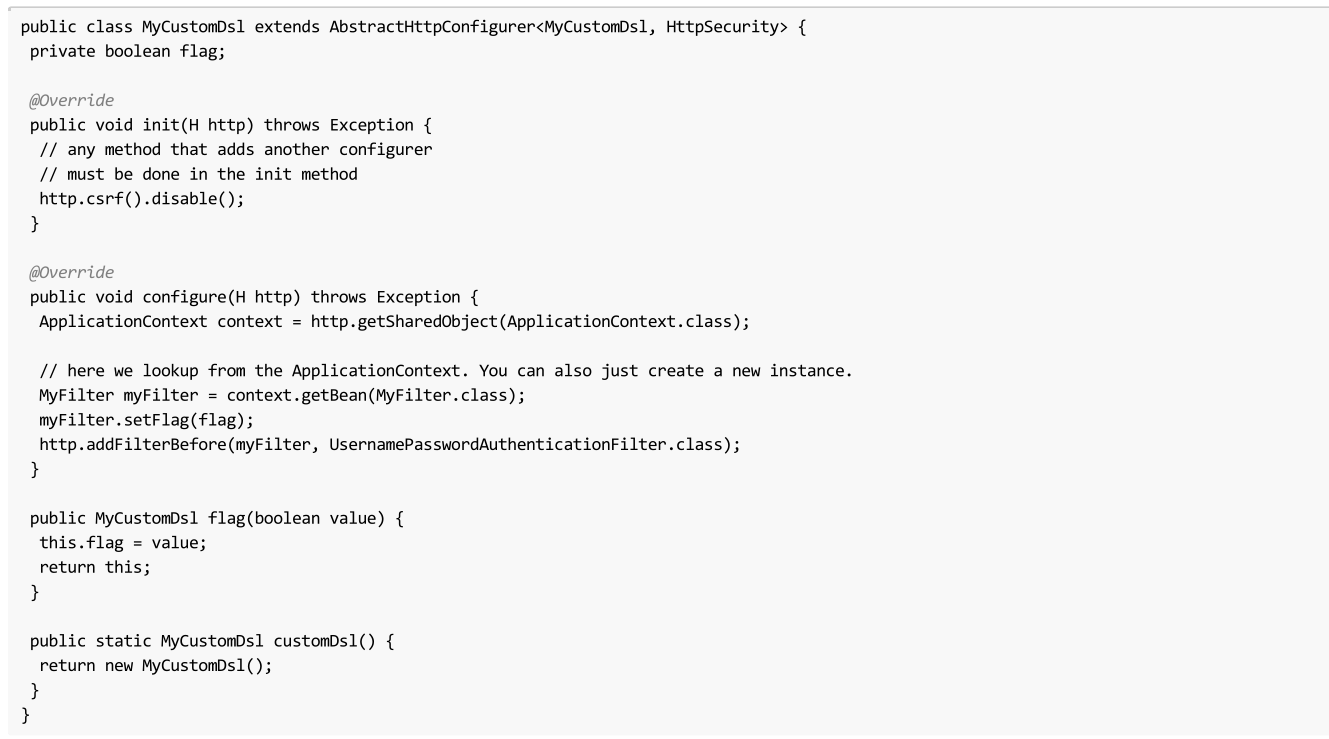 public class MyCustomDsl extends AbstractHttpConfigurer<MyCustomDsl, HttpSecurity> {
 private boolean flag;

 @Override
 public void init(H http) throws Exception {
  // any method that adds another configurer
  // must be done in the init method
  http.csrf().disable();
 }

 @Override
 public void configure(H http) throws Exception {
  ApplicationContext context = http.getSharedObject(ApplicationContext.class);

  // here we lookup from the ApplicationContext. You can also just create a new instance.
  MyFilter myFilter = context.getBean(MyFilter.class);
  myFilter.setFlag(flag);
  http.addFilterBefore(myFilter, UsernamePasswordAuthenticationFilter.class);
 }

 public MyCustomDsl flag(boolean value) {
  this.flag = value;
  return this;
 }

 public static MyCustomDsl customDsl() {
  return new MyCustomDsl();
 }
}